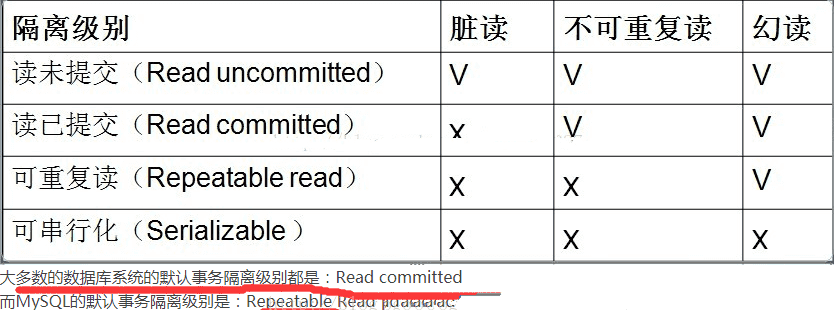 隔离级别 脏读 不可重复读 幻读
读未提交（Read uncommitted） V V V
读已提交（Read committed） x V V
可重复读（Repeatable read） x x V
可串行化（Serializable ） x x x
大多数的数据库系统的默认事务隔离级别都是：Read committed
而MySQL的默认事务隔离级别是：Repeatable Read